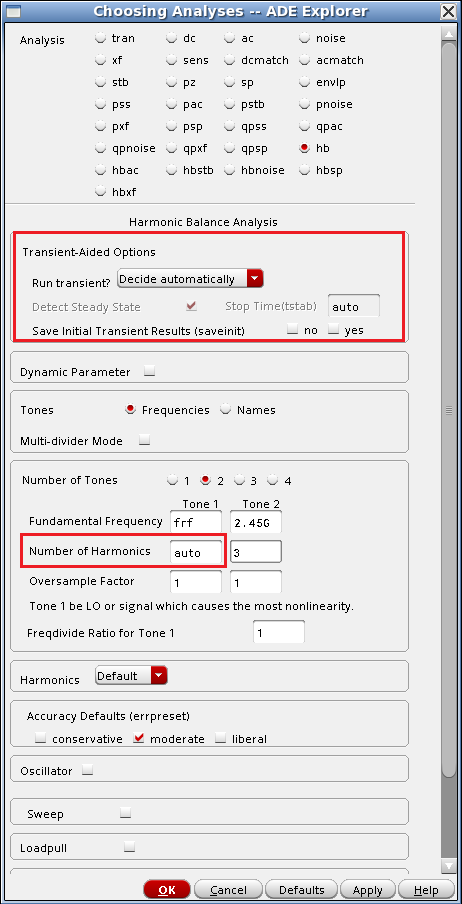 Choosing Analyses -- ADE Explorer
Analysis tran dc ac noise
xf sens dcmatch acmatch
stb pz sp envlp
pss pac pstb pnoise
pxf psp qpss qpac
qpnoise qpxf qpsp hb
hbac hbstb hbnoise hbsp
hbxf
Harmonic Balance Analysis
Transient-Aided Options
Run transient? Decide automatically
Detect Steady State Stop Time(tstab) auto
Save Initial Transient Results (saveinit) no yes
Dynamic Parameter
Tones Frequencies Names
Multi-divider Mode
Number of Tones 1 2 3 4
Tone 1 Tone 2
Fundamental Frequency frf 2.45G
Number of Harmonics auto 3
Oversample Factor 1 1
Tone 1 be LO or signal which causes the most nonlinearity.
Freqdivide Ratio for Tone 1 1
Harmonics Default
Accuracy Defaults (errpreset)
conservative moderate liberal
Oscillator
Sweep
Loadpull
OK Cancel Defaults Apply Help